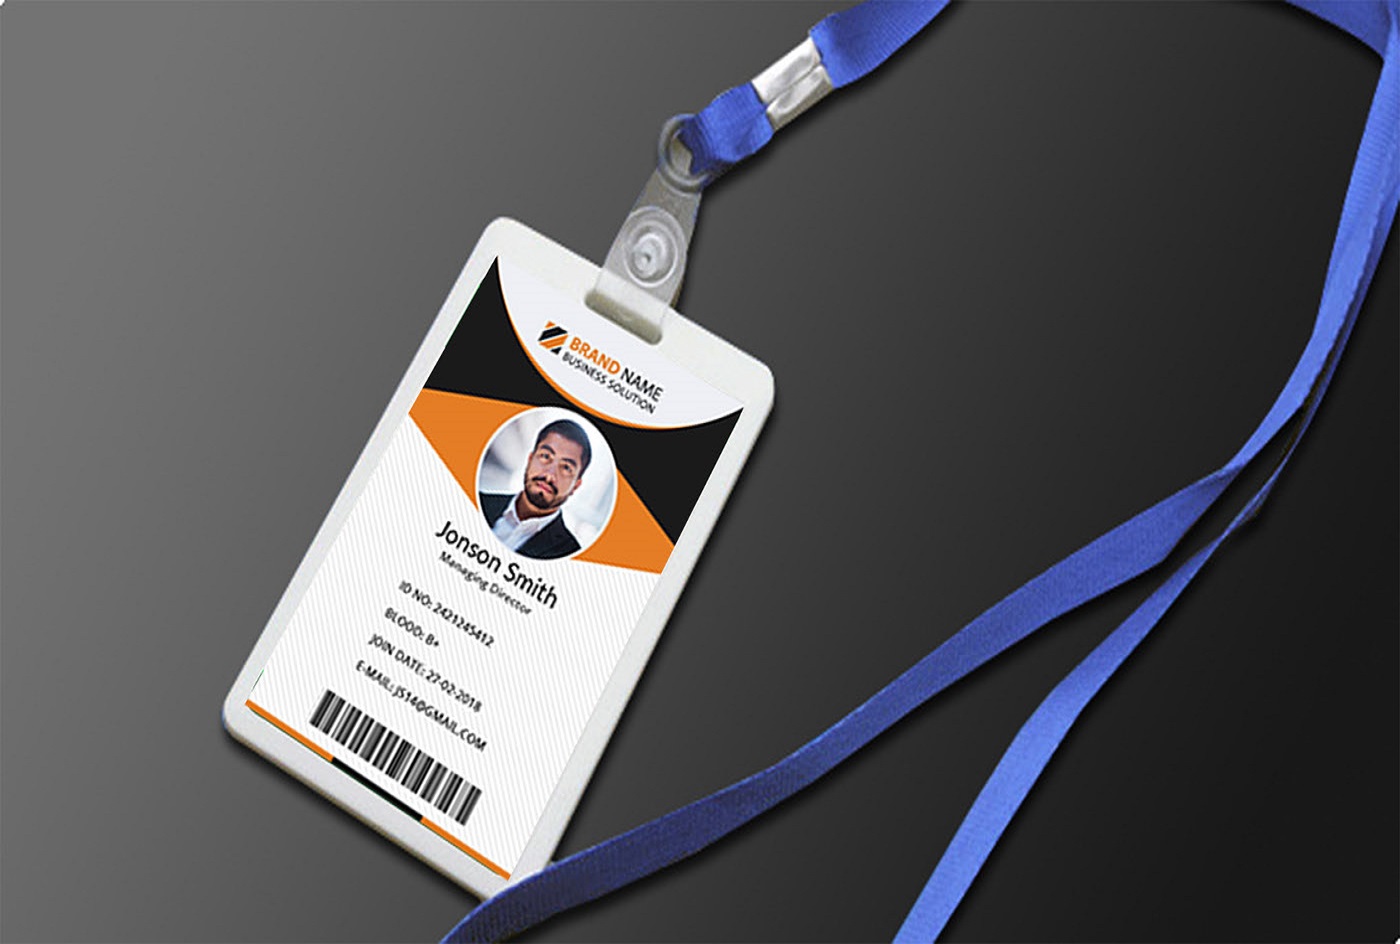 BRAND NAME
BUSINESS SOLUTION
Jonson Smith
Managing Director
ID NO: 2421245412
BLOOD: B+
JOIN DATE: 27-02-2018
E-MAIL: JS14@GMAIL.COM